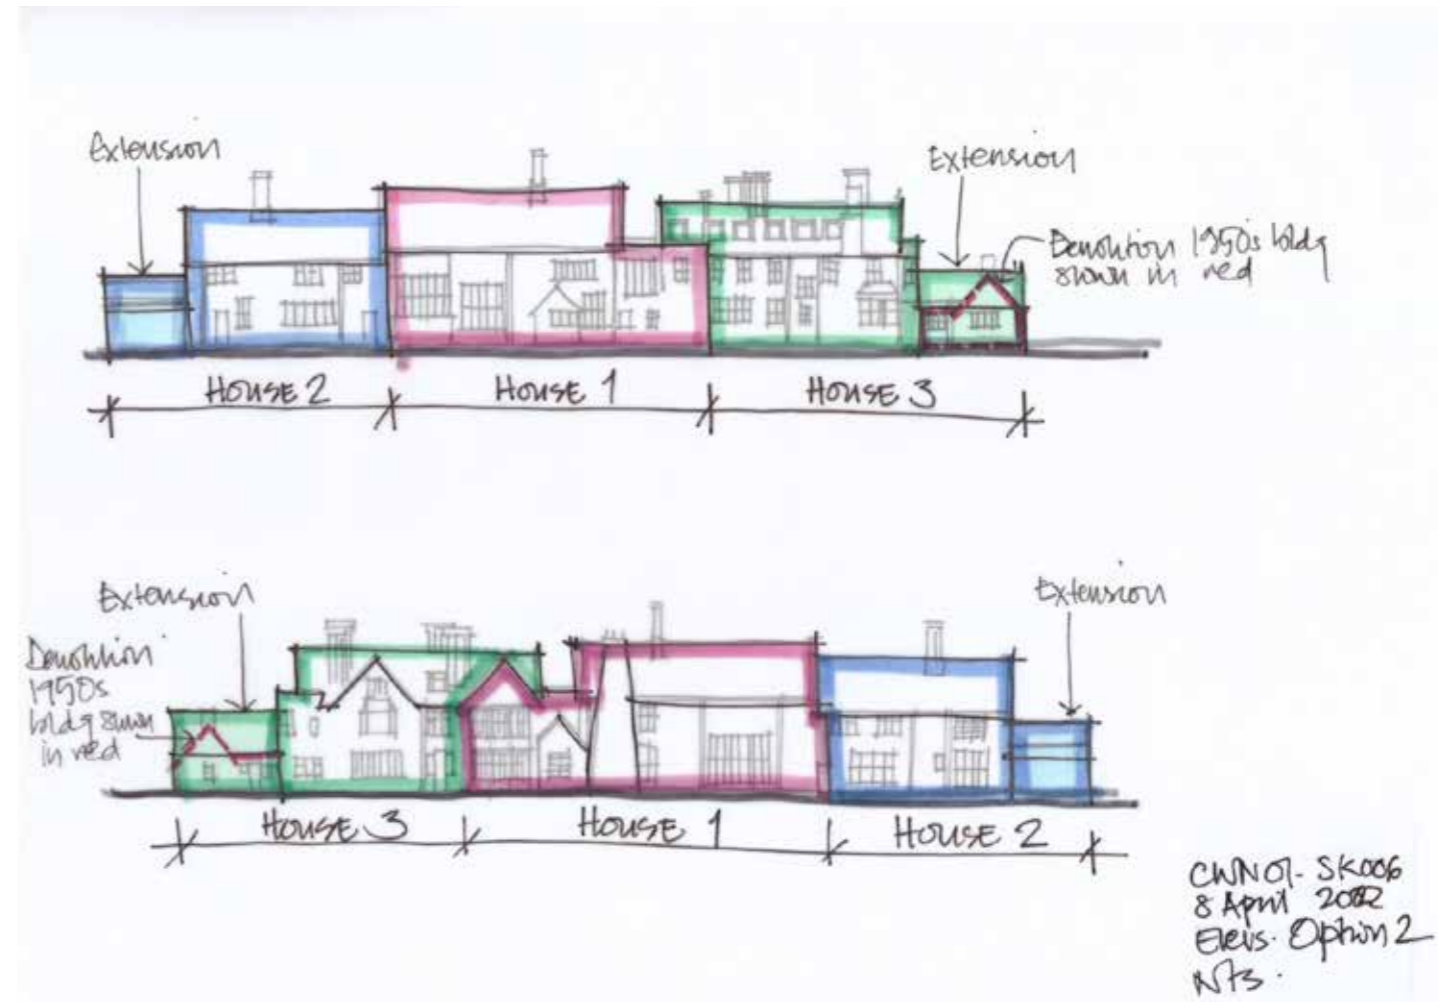 Extension
Extension
Demolition 1950s bldg
shown in red
HOUSE 2
HOUSE 1
HOUSE 3
Extension
Extension
Demolition
1950s
bldg shown
in red
HOUSE 3
HOUSE 1
HOUSE 2
CWN01- SK006
8 April 2022
Elevs. Option 2
NTS.